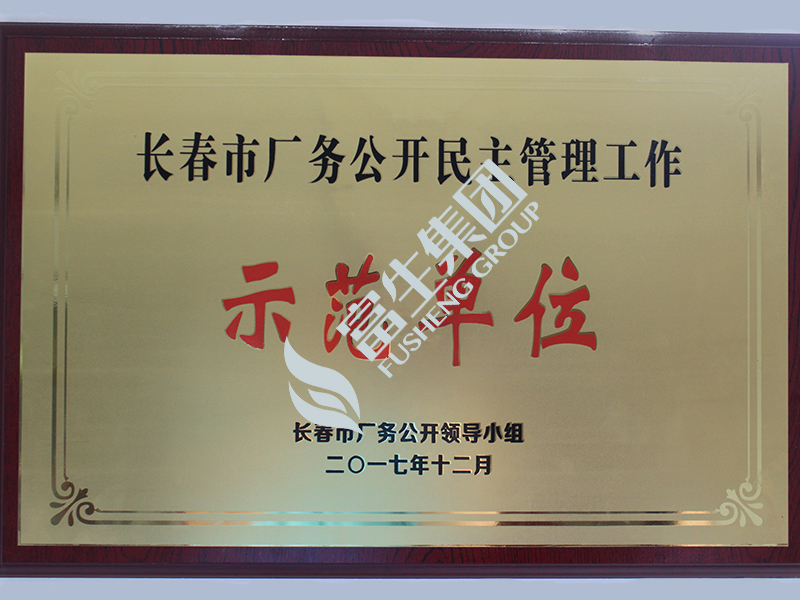 长春市厂务公开民主管理工作
示范单位
富生集团
FUSHENG GROUP
长春市厂务公开领导小组
二〇一七年十二月